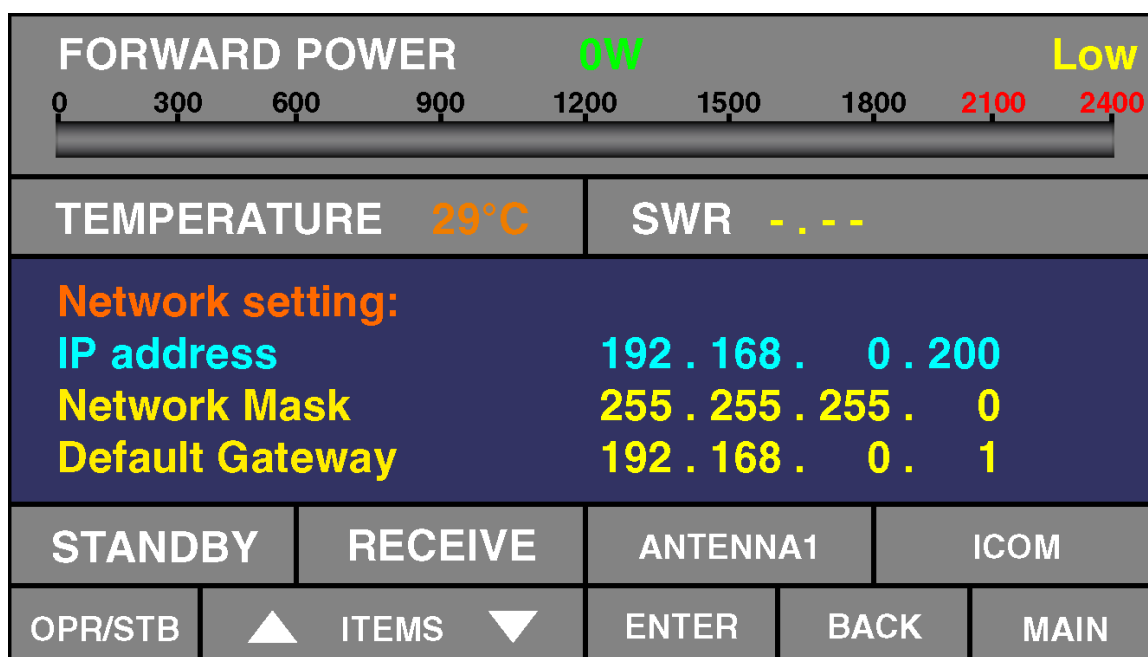 FORWARD POWER 0W Low
0 300 600 900 1200 1500 1800 2100 2400
TEMPERATURE 29°C SWR -.--
Network setting:
IP address 192 . 168 . 0 . 200
Network Mask 255 . 255 . 255 . 0
Default Gateway 192 . 168 . 0 . 1
STANDBY RECEIVE ANTENNA1 ICOM
OPR/STB ▲ ITEMS ▼ ENTER BACK MAIN